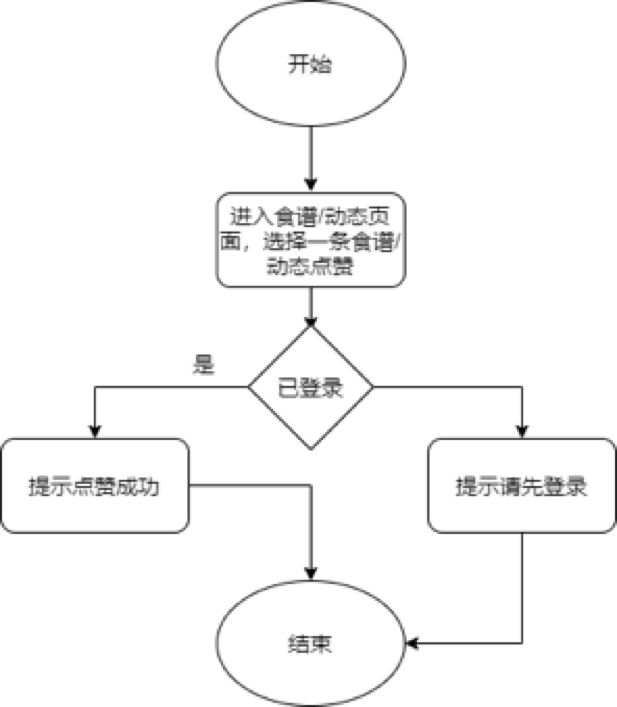 开始
进入食谱/动态页
面，选择一条食谱/
动态点赞
是
已登录
提示点赞成功
提示请先登录
结束